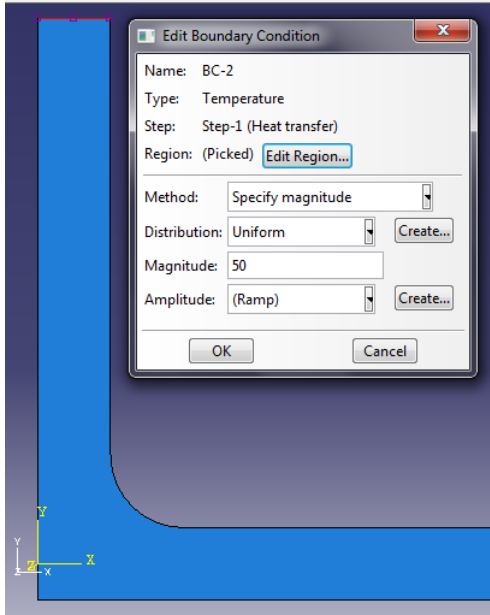 Edit Boundary Condition
Name: BC-2
Type: Temperature
Step: Step-1 (Heat transfer)
Region: (Picked) Edit Region...
Method: Specify magnitude
Distribution: Uniform Create...
Magnitude: 50
Amplitude: (Ramp) Create...
OK Cancel
Y
Y
Z X
Z X